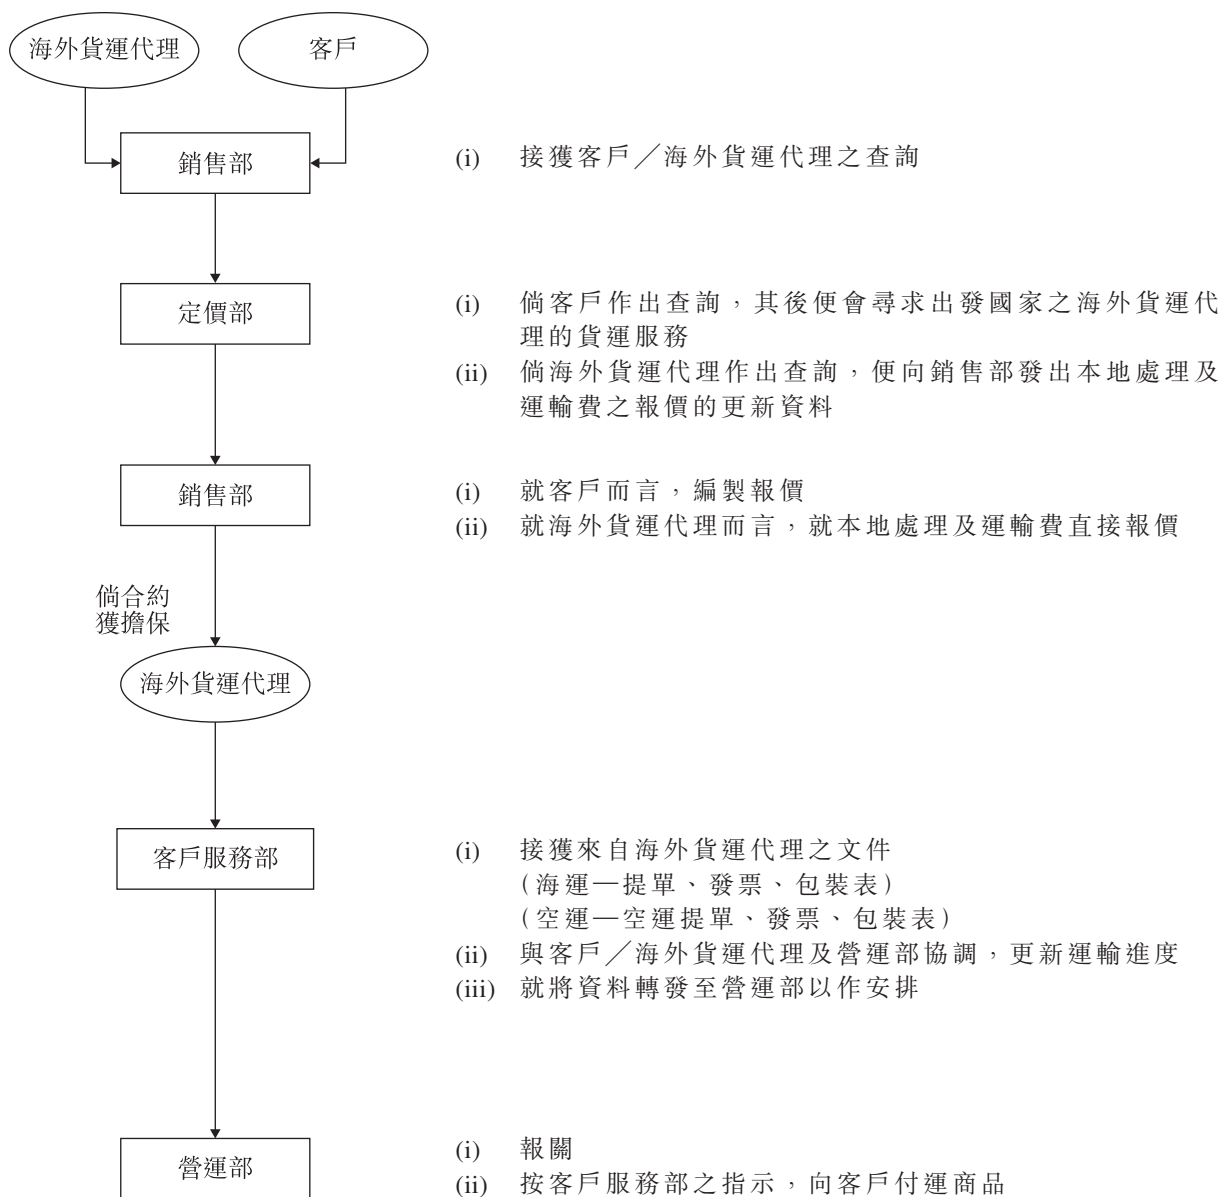 海外貨運代理
客戶
銷售部
(i) 接獲客戶／海外貨運代理之查詢
定價部
(i) 倘客戶作出查詢，其後便會尋求出發國家之海外貨運代
理的貨運服務
(ii) 倘海外貨運代理作出查詢，便向銷售部發出本地處理及
運輸費之報價的更新資料
銷售部
(i) 就客戶而言，編製報價
(ii) 就海外貨運代理而言，就本地處理及運輸費直接報價
倘合約
獲擔保
海外貨運代理
客戶服務部
(i) 接獲來自海外貨運代理之文件
(海運—提單、發票、包裝表)
(空運—空運提單、發票、包裝表)
(ii) 與客戶／海外貨運代理及營運部協調，更新運輸進度
(iii) 就將資料轉發至營運部以作安排
營運部
(i) 報關
(ii) 按客戶服務部之指示，向客戶付運商品